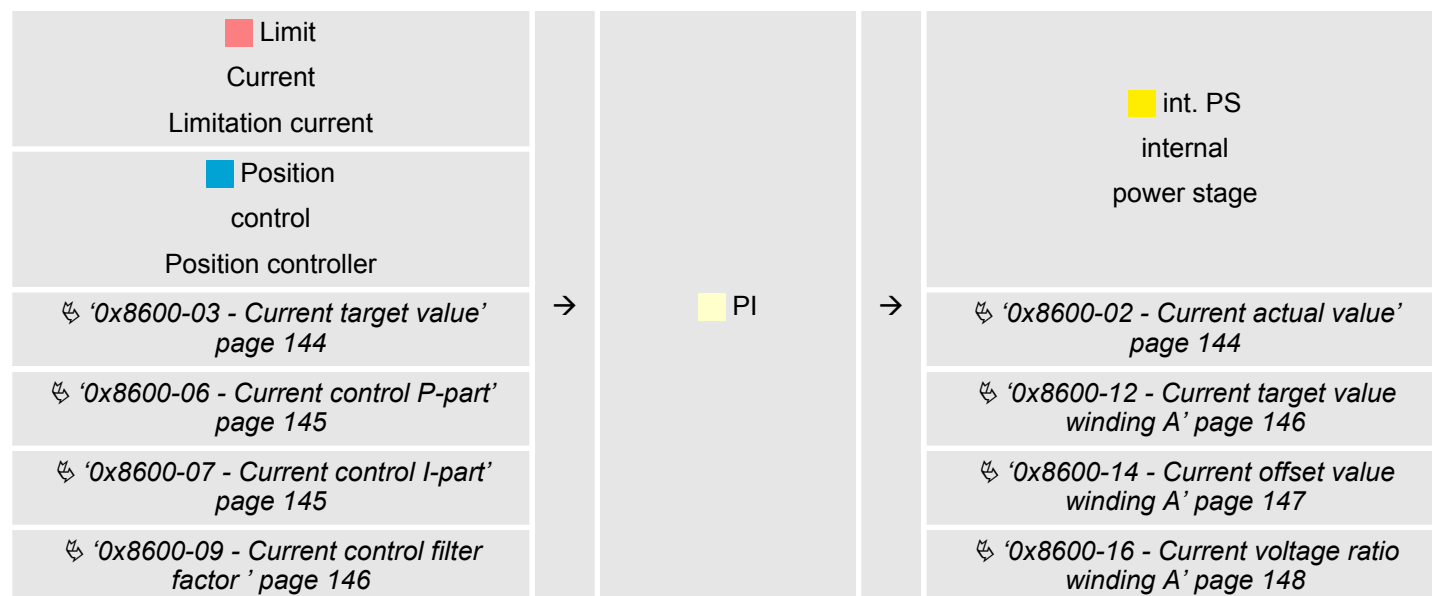 Limit
Current
Limitation current
Position
control
Position controller
↳ ‘0x8600-03 - Current target value’
page 144
↳ ‘0x8600-06 - Current control P-part’
page 145
↳ ‘0x8600-07 - Current control I-part’
page 145
↳ ‘0x8600-09 - Current control filter
factor ’ page 146
→
PI
→
int. PS
internal
power stage
↳ ‘0x8600-02 - Current actual value’
page 144
↳ ‘0x8600-12 - Current target value
winding A’ page 146
↳ ‘0x8600-14 - Current offset value
winding A’ page 147
↳ ‘0x8600-16 - Current voltage ratio
winding A’ page 148